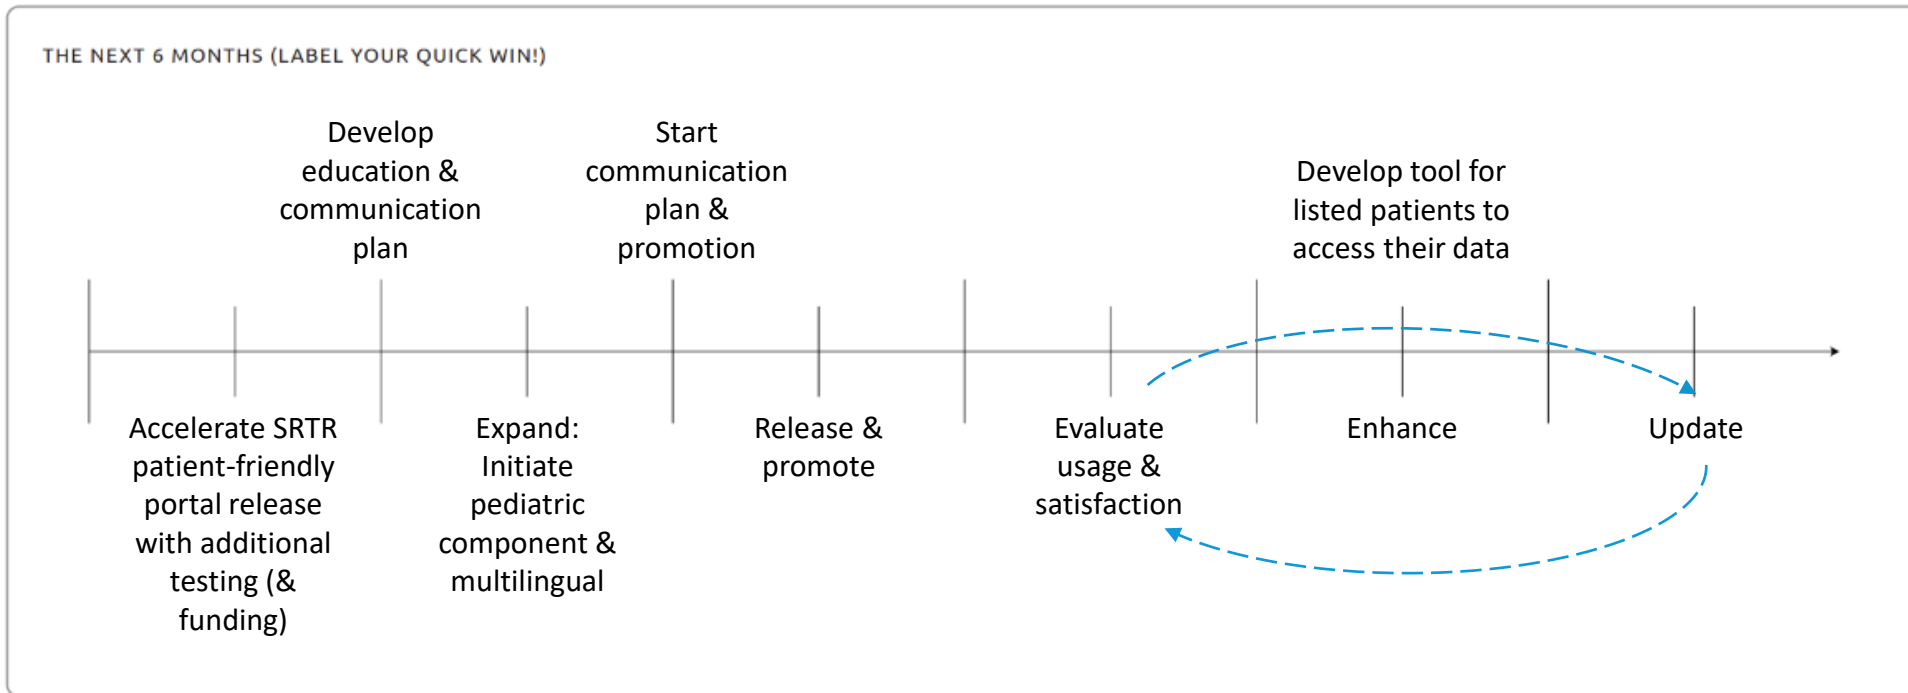 THE NEXT 6 MONTHS (LABEL YOUR QUICK WIN!)
Develop
education &
communication
plan
Start
communication
plan &
promotion
Develop tool for
listed patients to
access their data
Accelerate SRTR
patient-friendly
portal release
with additional
testing (&
funding)
Expand:
Initiate
pediatric
component &
multilingual
Release &
promote
Evaluate
usage &
satisfaction
Enhance
Update